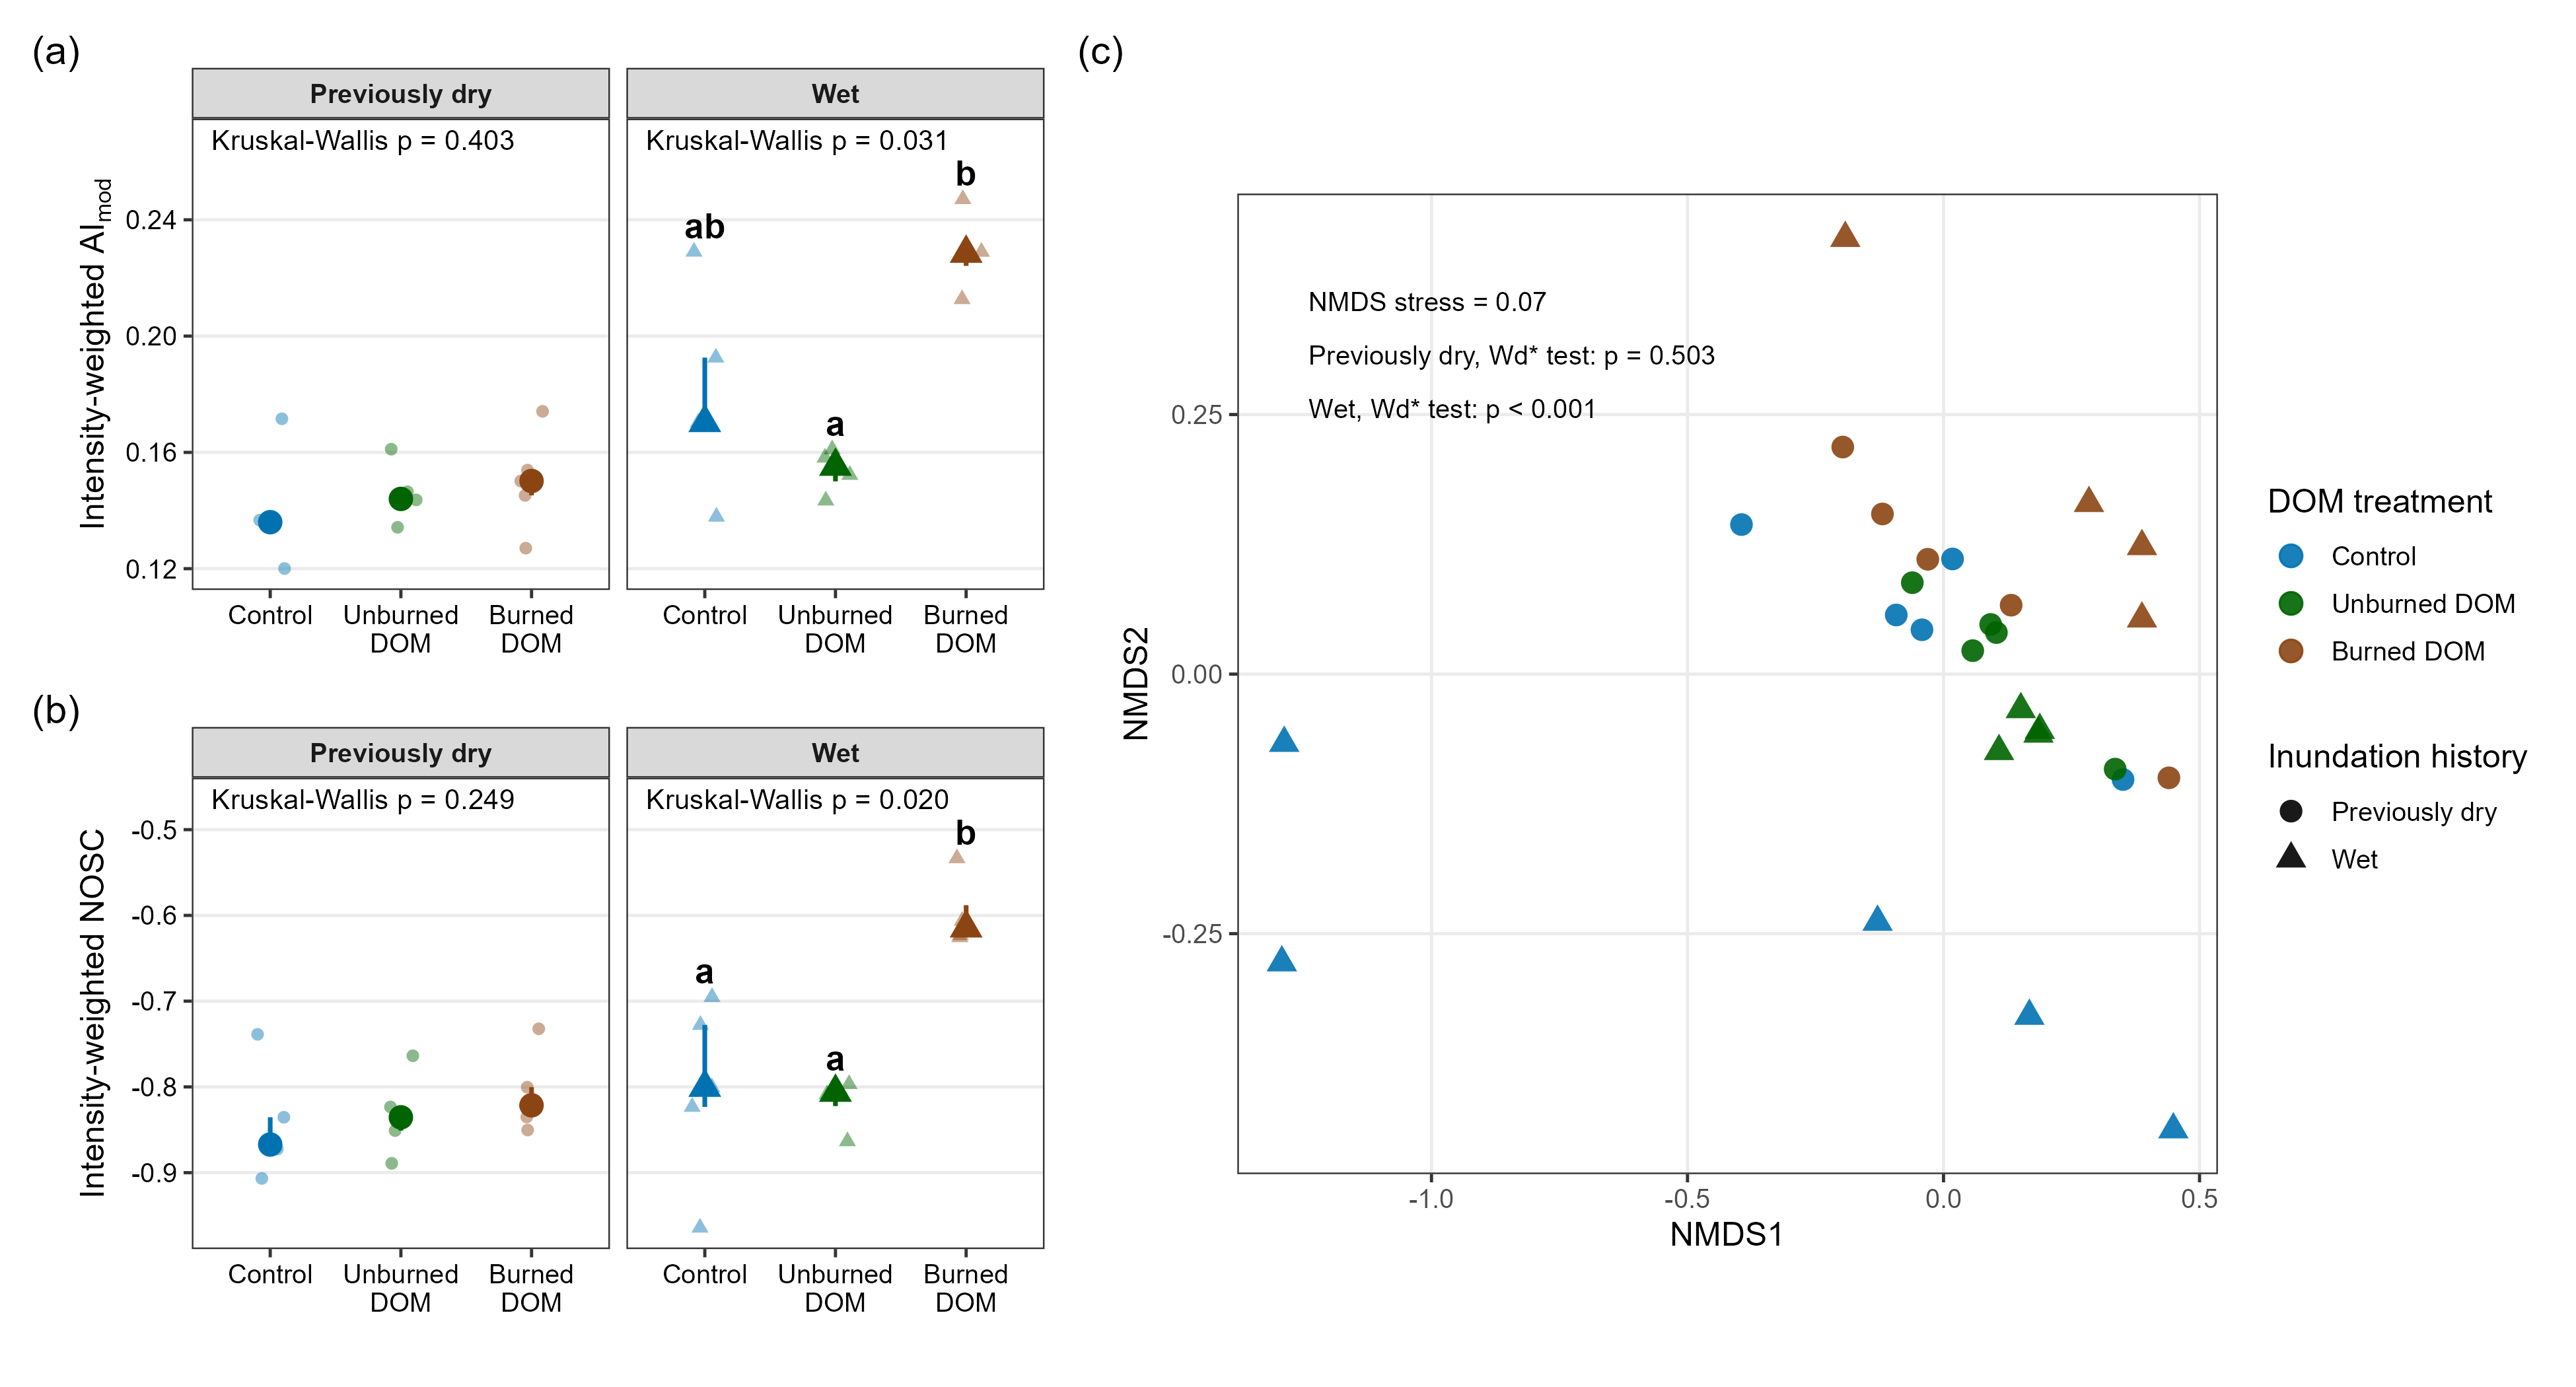 (a)
Previously dry
Wet
Kruskal-Wallis p = 0.403
Kruskal-Wallis p = 0.031
ab
a
b
Intensity-weighted AImod
0.24
0.20
0.16
0.12
Control
Unburned
DOM
Burned
DOM
Control
Unburned
DOM
Burned
DOM
(b)
Previously dry
Wet
Kruskal-Wallis p = 0.249
Kruskal-Wallis p = 0.020
a
a
b
Intensity-weighted NOSC
-0.5
-0.6
-0.7
-0.8
-0.9
Control
Unburned
DOM
Burned
DOM
Control
Unburned
DOM
Burned
DOM
(c)
NMDS stress = 0.07
Previously dry, Wd* test: p = 0.503
Wet, Wd* test: p < 0.001
NMDS2
0.25
0.00
-0.25
-1.0
-0.5
0.0
0.5
NMDS1
DOM treatment
Control
Unburned DOM
Burned DOM
Inundation history
Previously dry
Wet